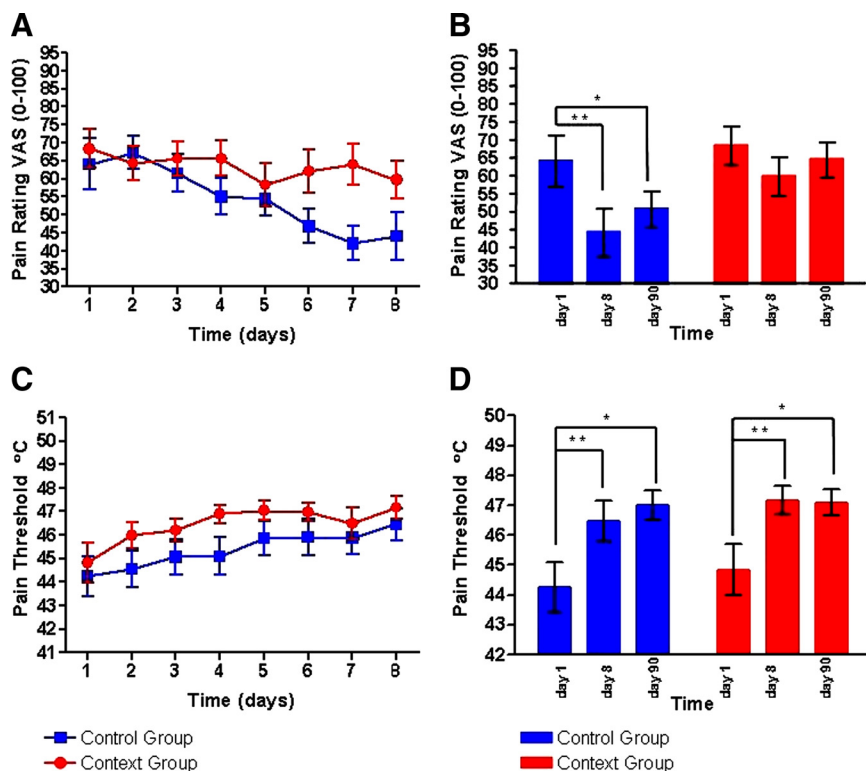 A
Pain Rating VAS (0-100)
95
90
85
80
75
70
65
60
55
50
45
40
35
30
1 2 3 4 5 6 7 8
Time (days)
B
Pain Rating VAS (0-100)
95
90
85
80
75
70
65
60
55
50
45
40
35
30
*
**
day 1 day 8 day 90 day 1 day 8 day 90
Time
C
Pain Threshold °C
51
50
49
48
47
46
45
44
43
42
41
1 2 3 4 5 6 7 8
Time (days)
Control Group
Context Group
D
Pain Threshold °C
50
49
48
47
46
45
44
43
42
* *
** **
day 1 day 8 day 90 day 1 day 8 day 90
Time
Control Group
Context Group